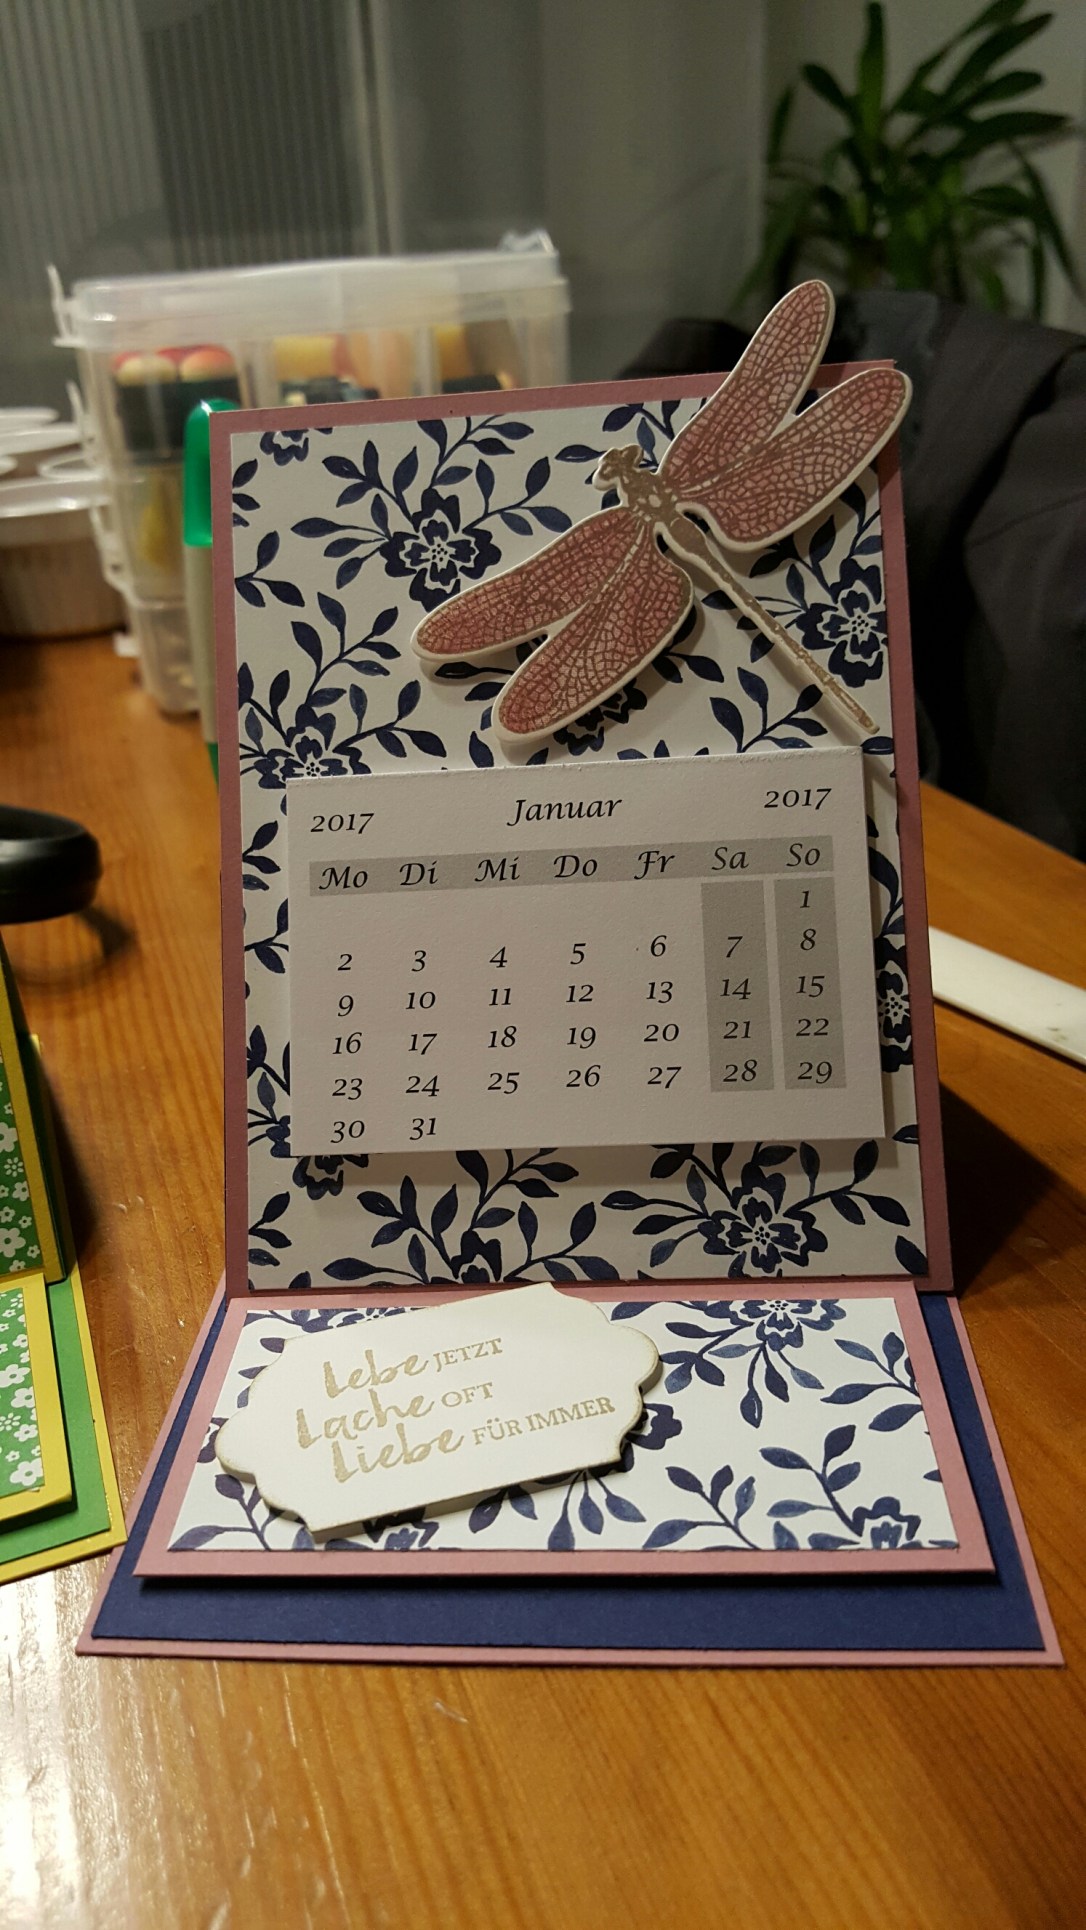 2017 Januar 2017
Mo Di Mi Do Fr Sa So
1
2 3 4 5 6 7 8
9 10 11 12 13 14 15
16 17 18 19 20 21 22
23 24 25 26 27 28 29
30 31
Lebe JETZT
Lache OFT
Liebe FÜR IMMER